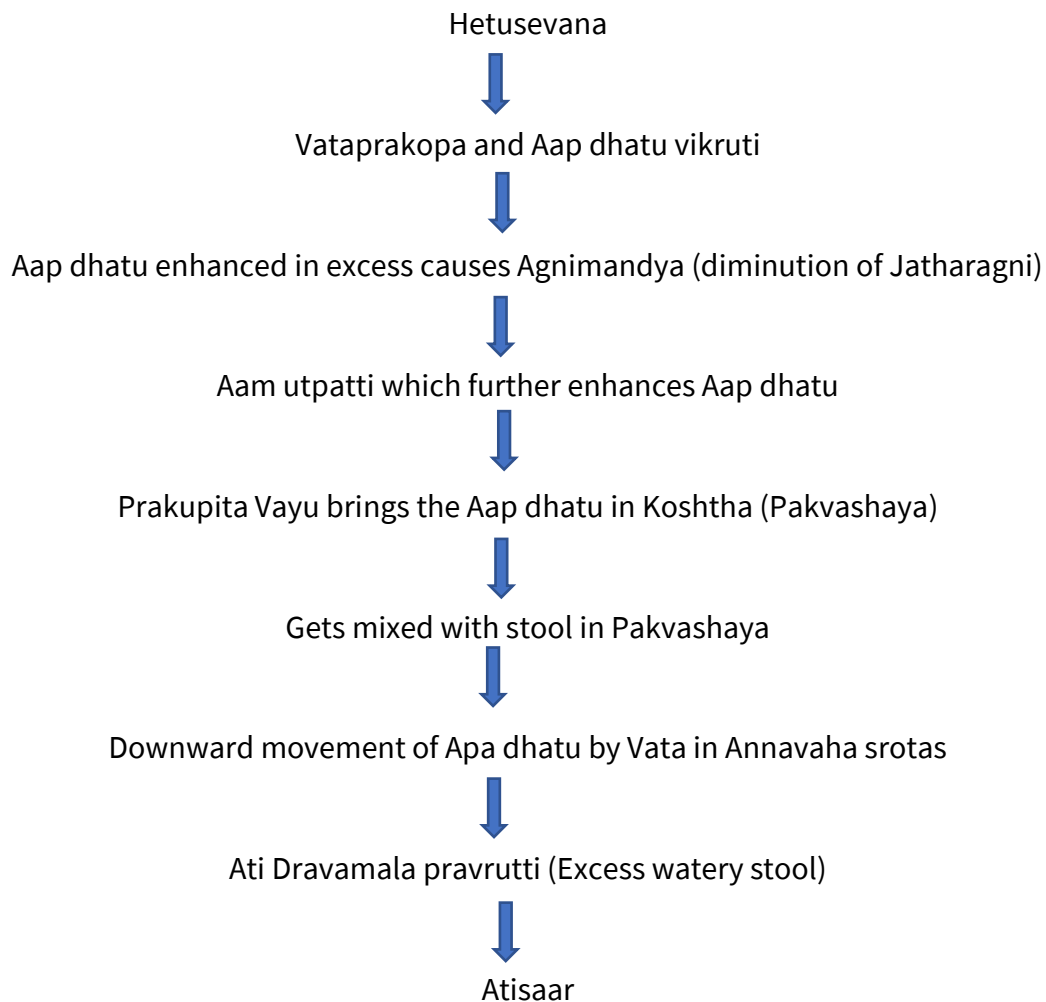 Hetusevana
Vataprakopa and Aap dhatu vikruti
Aap dhatu enhanced in excess causes Agnimandya (diminution of Jatharagni)
Aam utpatti which further enhances Aap dhatu
Prakupita Vayu brings the Aap dhatu in Koshtha (Pakvashaya)
Gets mixed with stool in Pakvashaya
Downward movement of Apa dhatu by Vata in Annavaha srotas
Ati Dravamala pravrutti (Excess watery stool)
Atisaar